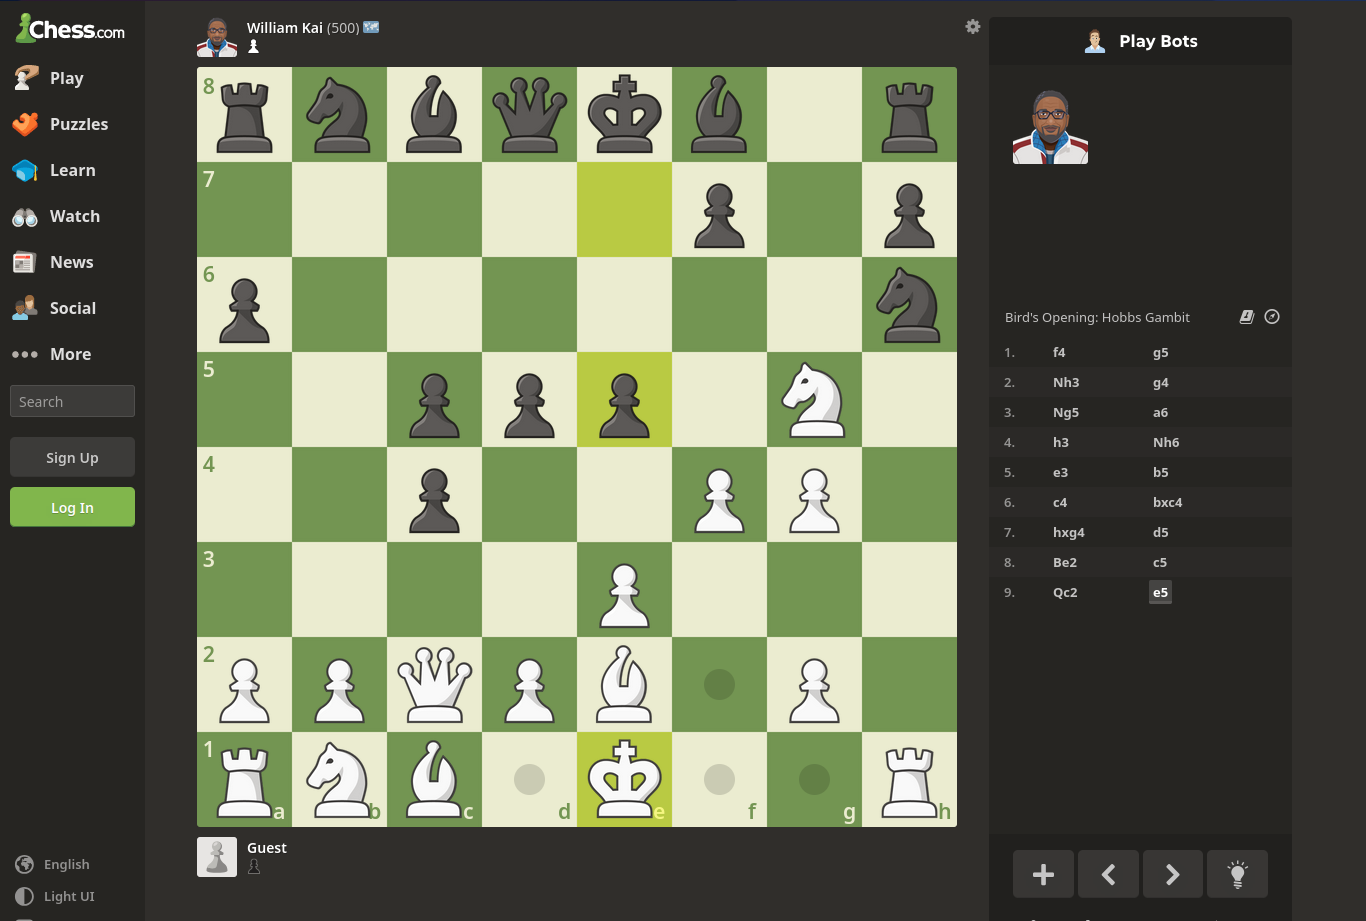 Chess.com
Play
Puzzles
Learn
Watch
News
Social
More
Search
Sign Up
Log In
English
Light UI
William Kai (500)
8
7
6
5
4
3
2
1
a b c d e f g h
Guest
Play Bots
Bird's Opening: Hobbs Gambit
1. f4 g5
2. Nh3 g4
3. Ng5 a6
4. h3 Nh6
5. e3 b5
6. c4 bxc4
7. hxg4 d5
8. Be2 c5
9. Qc2 e5